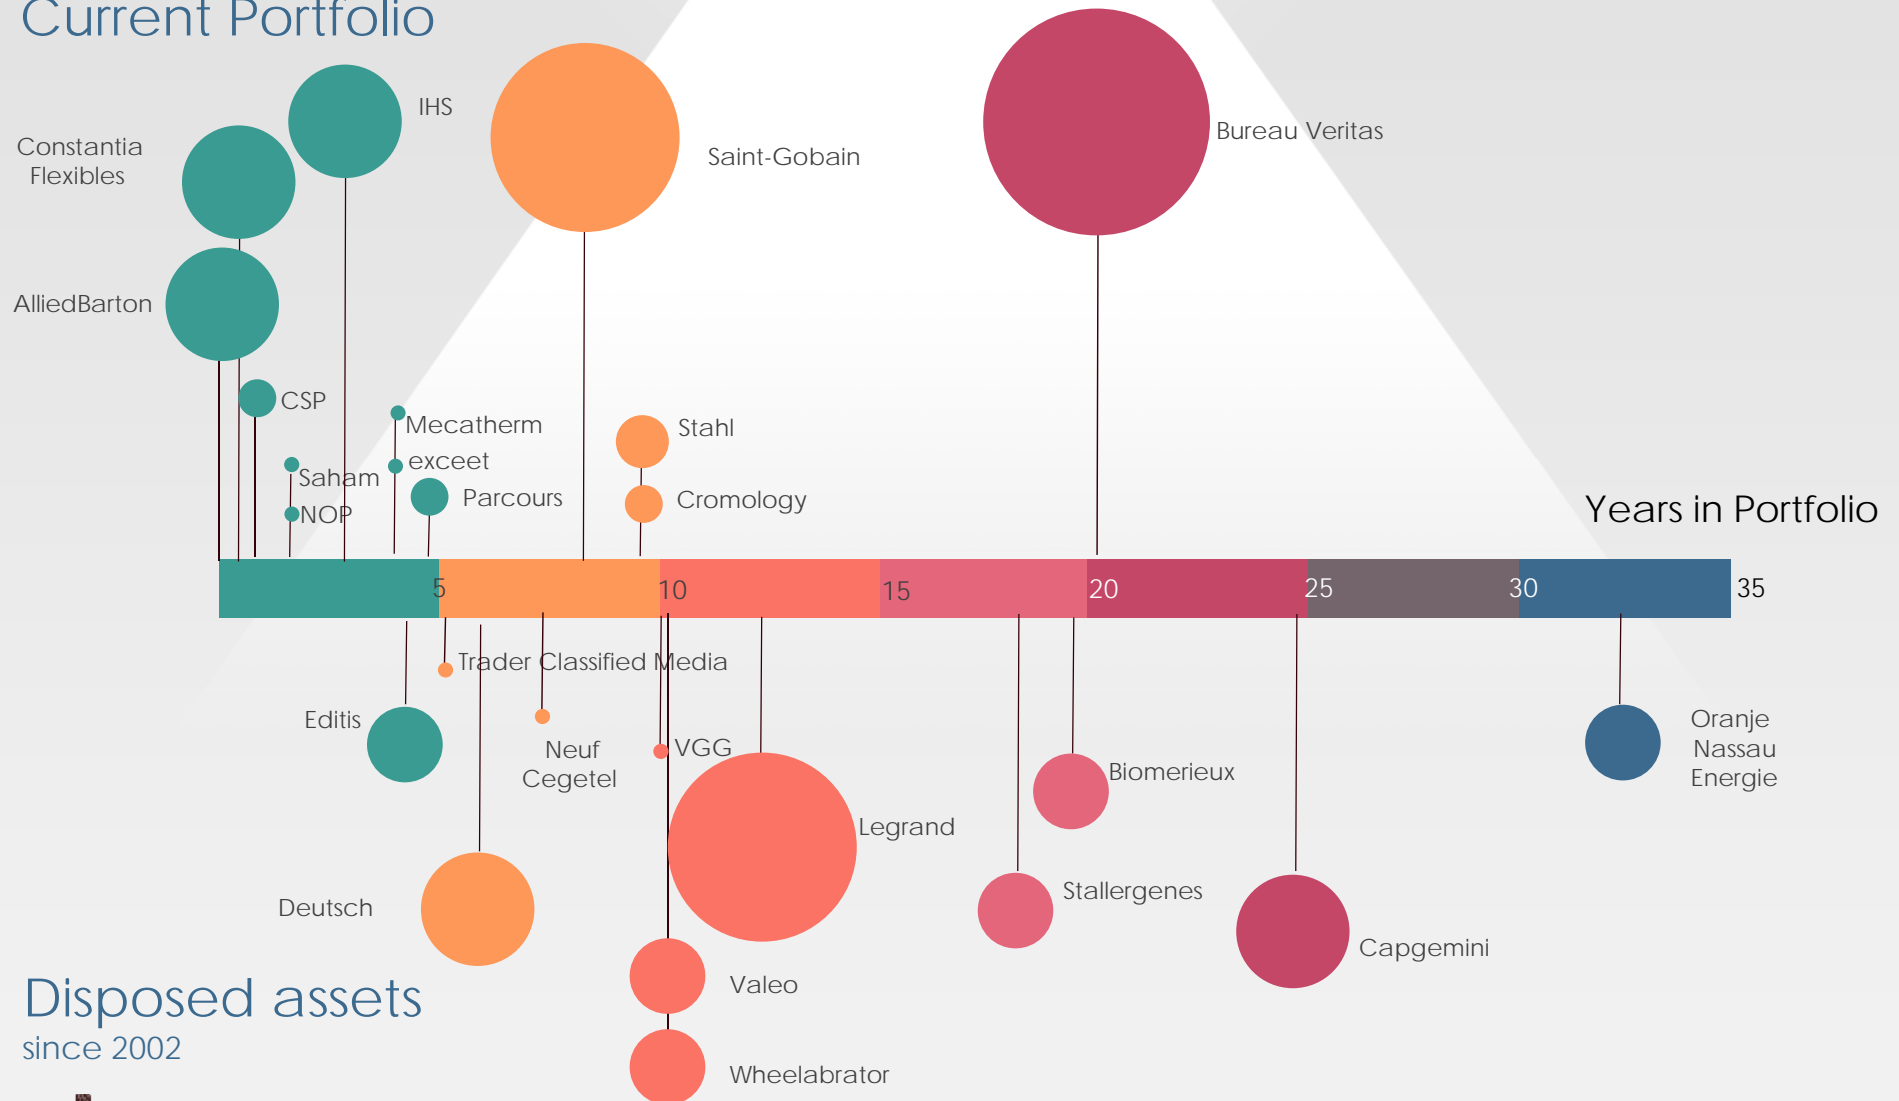 Current Portfolio
IHS
Constantia
Flexibles
Saint-Gobain
Bureau Veritas
AlliedBarton
CSP
Mecatherm
Stahl
exceet
Saham
Parcours
Cromology
NOP
Years in Portfolio
5
10
15
20
25
30
35
Trader Classified Media
Editis
Neuf
Cegetel
VGG
Oranje
Nassau
Energie
Biomerieux
Legrand
Stallergenes
Deutsch
Capgemini
Valeo
Disposed assets
since 2002
Wheelabrator